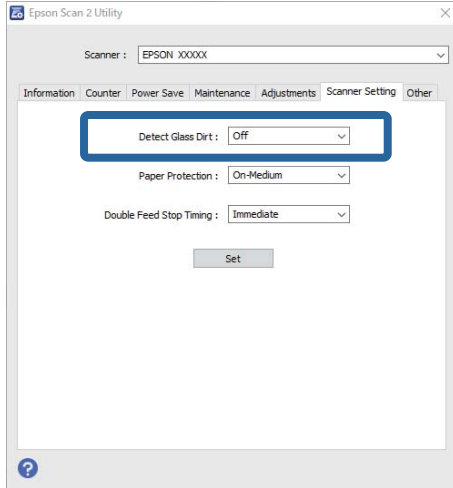 Epson Scan 2 Utility
Scanner : EPSON XXXXX
Information Counter Power Save Maintenance Adjustments Scanner Setting Other
Detect Glass Dirt : Off
Paper Protection : On-Medium
Double Feed Stop Timing : Immediate
Set
?